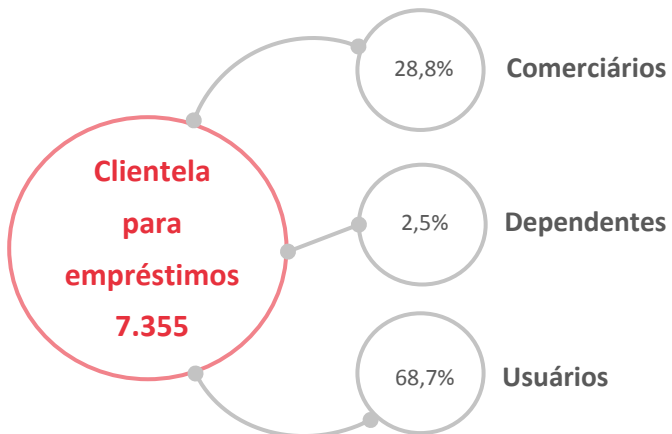 Clientela
para
empréstimos
7.355
28,8%
Comerciários
2,5%
Dependentes
68,7%
Usuários